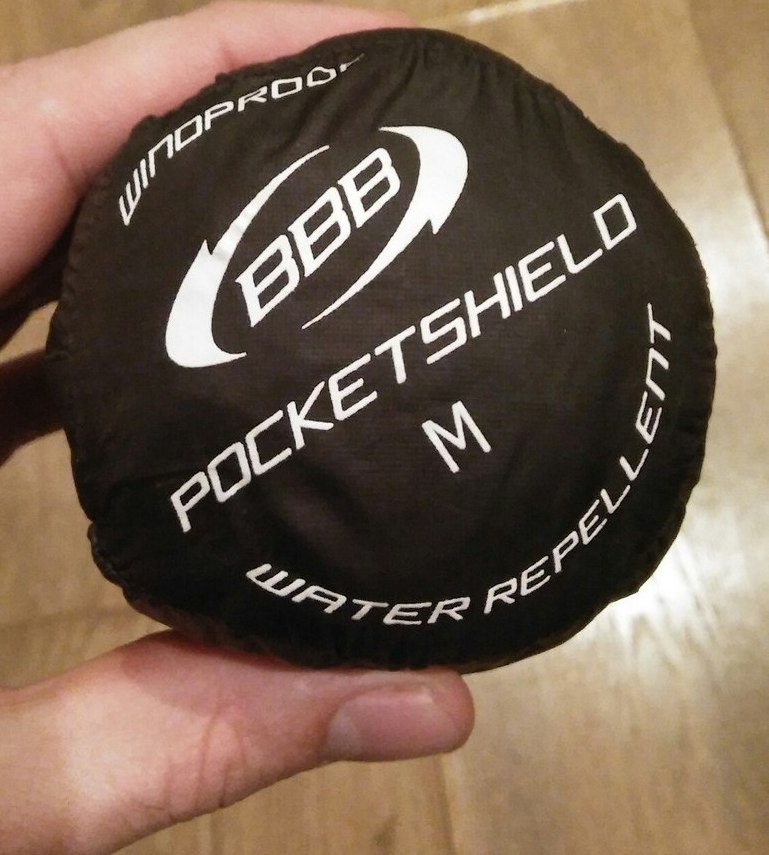 WINDPROOF
BBB
POCKETSHIELD
M
WATER REPELLENT